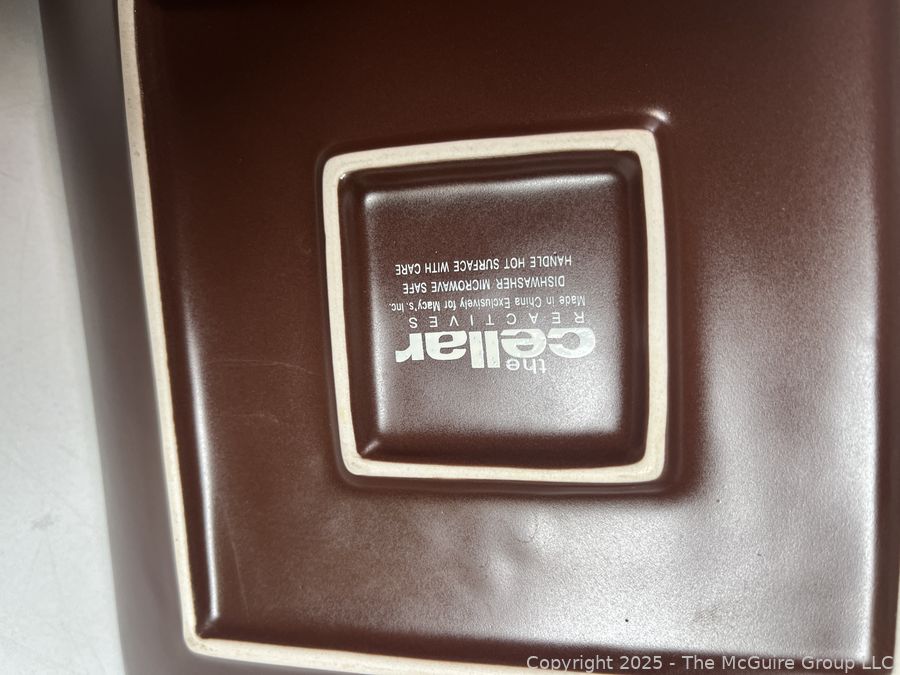 the
cellar
REACTIVES
Made in China Exclusively for Macy's, Inc.
DISHWASHER MICROWAVE SAFE
HANDLE HOT SURFACE WITH CARE
Copyright 2025 - The McGuire Group LLC